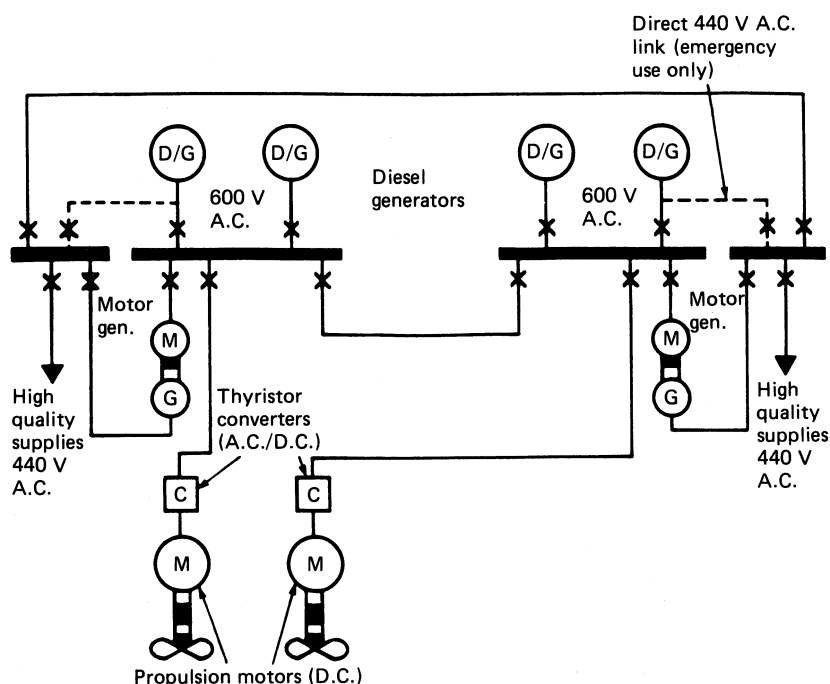 Direct 440 V A.C.
link (emergency
use only)
D/G
D/G
D/G
D/G
600 V
A.C.
Diesel
generators
600 V
A.C.
Motor
gen.
Motor
gen.
M
M
G
G
High
quality
supplies
440 V
A.C.
Thyristor
converters
(A.C./D.C.)
High
quality
supplies
440 V
A.C.
C
C
M
M
Propulsion motors (D.C.)